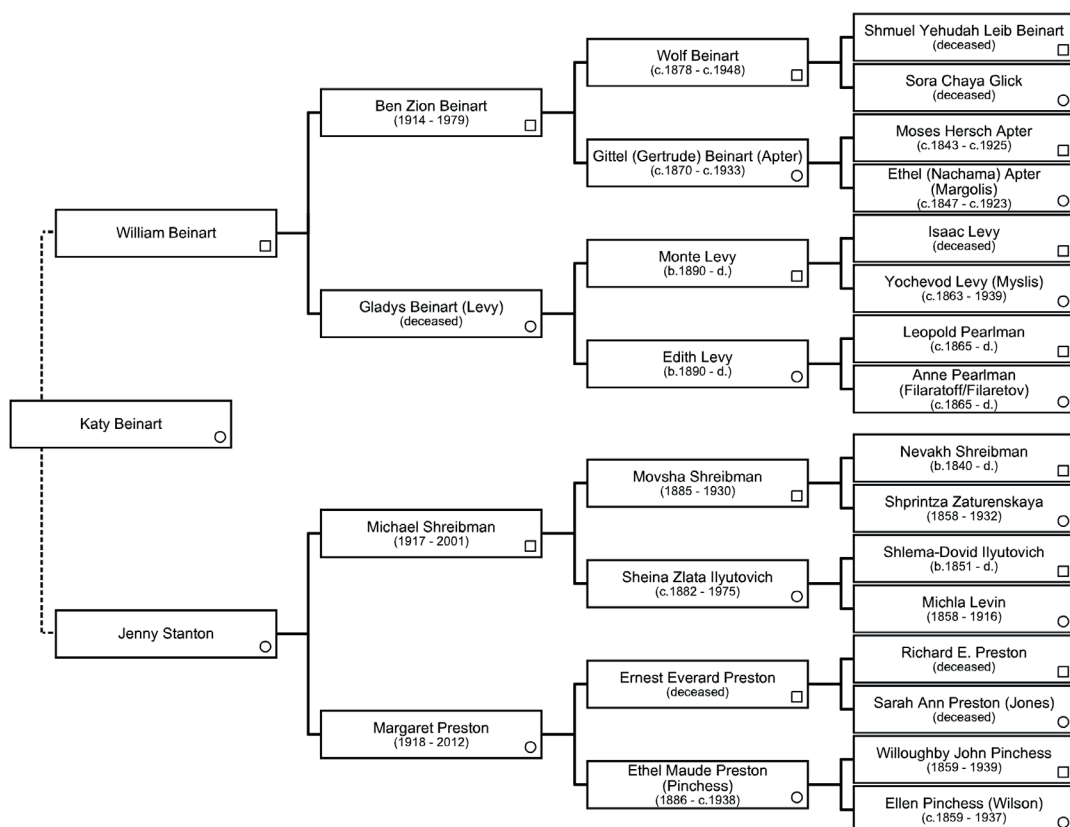 Shmuel Yehudah Leib Beinart
(deceased)
Wolf Beinart
(c.1878 - c.1948)
Sora Chaya Glick
(deceased)
Ben Zion Beinart
(1914 - 1979)
Moses Hersch Apter
(c.1843 - c.1925)
Gittel (Gertrude) Beinart (Apter)
(c.1870 - c.1933)
Ethel (Nachama) Apter
(Margolis)
(c.1847 - c.1923)
William Beinart
Isaac Levy
(deceased)
Monte Levy
(b.1890 - d.)
Yochevod Levy (Myslis)
(c.1863 - 1939)
Gladys Beinart (Levy)
(deceased)
Leopold Pearlman
(c.1865 - d.)
Edith Levy
(b.1890 - d.)
Anne Pearlman
(Filaratoff/Filaretov)
(c.1865 - d.)
Katy Beinart
Nevakh Shreibman
(b.1840 - d.)
Movsha Shreibman
(1885 - 1930)
Shprintza Zaturenskaya
(1858 - 1932)
Michael Shreibman
(1917 - 2001)
Shlema-Dovid Ilyutovich
(b.1851 - d.)
Sheina Zlata Ilyutovich
(c.1882 - 1975)
Michla Levin
(1858 - 1916)
Jenny Stanton
Richard E. Preston
(deceased)
Ernest Everard Preston
(deceased)
Sarah Ann Preston (Jones)
(deceased)
Margaret Preston
(1918 - 2012)
Willoughby John Pinchess
(1859 - 1939)
Ethel Maude Preston
(Pinchess)
(1886 - c.1938)
Ellen Pinchess (Wilson)
(c.1859 - 1937)